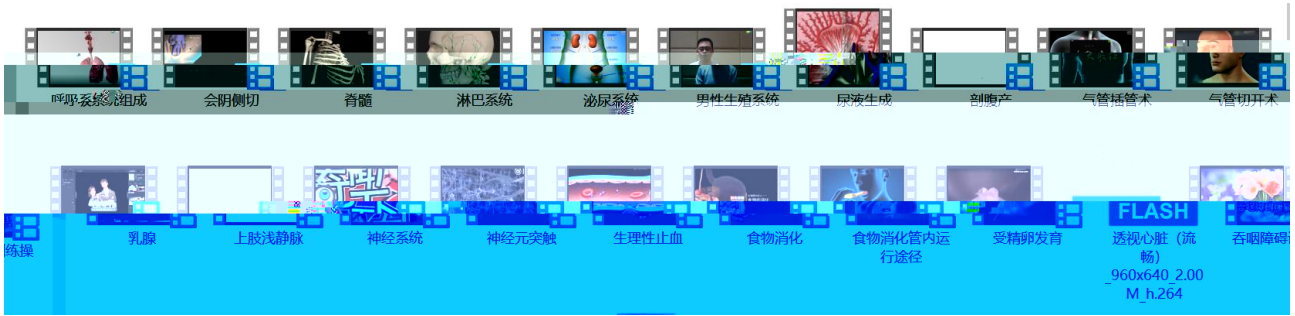 呼吸系统组成
会阴侧切
脊髓
淋巴系统
泌尿系统
男性生殖系统
尿液生成
剖腹产
气管插管术
气管切开术
FLASH
练操
乳腺
上肢浅静脉
神经系统
神经元突触
生理性止血
食物消化
食物消化管内运
行途径
受精卵发育
透视心脏（流
畅）
_960x640_2.00
M_h.264
吞咽障碍